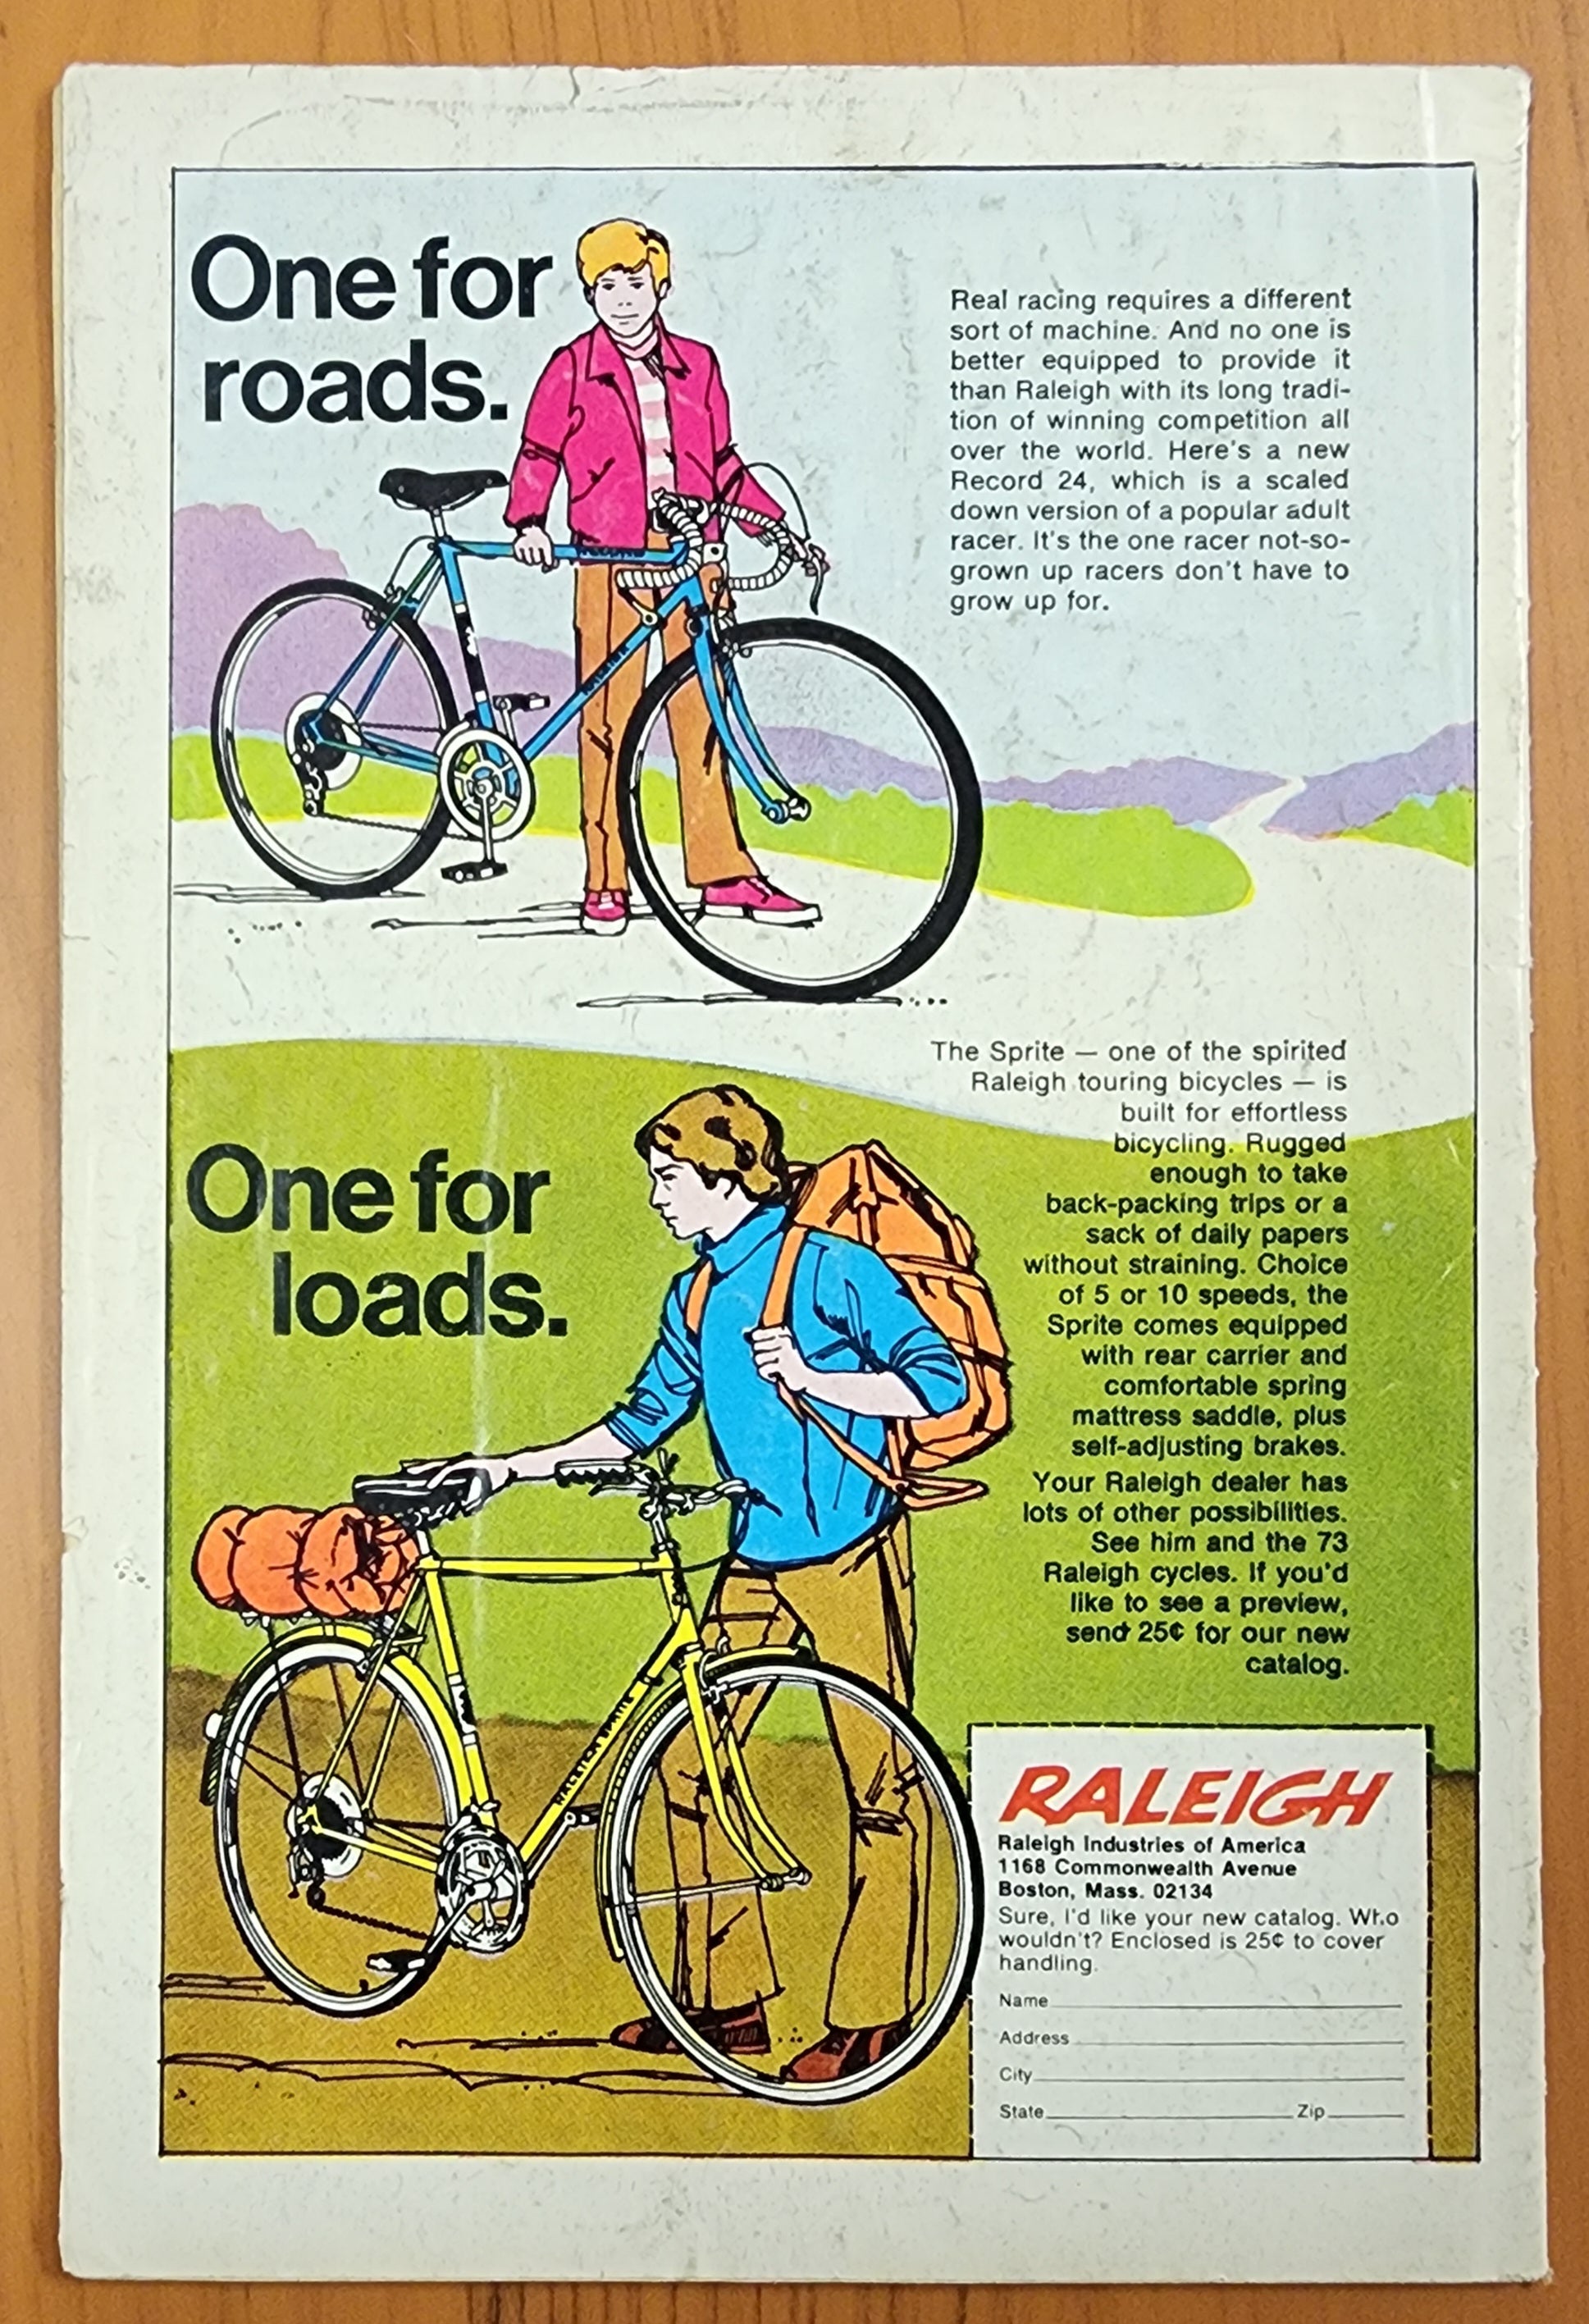 One for
roads.
Real racing requires a different
sort of machine. And no one is
better equipped to provide it
than Raleigh with its long tradi-
tion of winning competition all
over the world. Here's a new
Record 24, which is a scaled
down version of a popular adult
racer. It's the one racer not-so-
grown up racers don't have to
grow up for.
The Sprite — one of the spirited
Raleigh touring bicycles — is
built for effortless
bicycling. Rugged
enough to take
back-packing trips or a
sack of daily papers
without straining. Choice
of 5 or 10 speeds, the
Sprite comes equipped
with rear carrier and
comfortable spring
mattress saddle, plus
self-adjusting brakes.
Your Raleigh dealer has
lots of other possibilities.
See him and the 73
Raleigh cycles. If you'd
like to see a preview,
send 25¢ for our new
catalog.
One for
loads.
RALEIGH SPRITE
RALEIGH
Raleigh Industries of America
1168 Commonwealth Avenue
Boston, Mass. 02134
Sure, I'd like your new catalog. Who
wouldn't? Enclosed is 25¢ to cover
handling.
Name
Address
City
State Zip